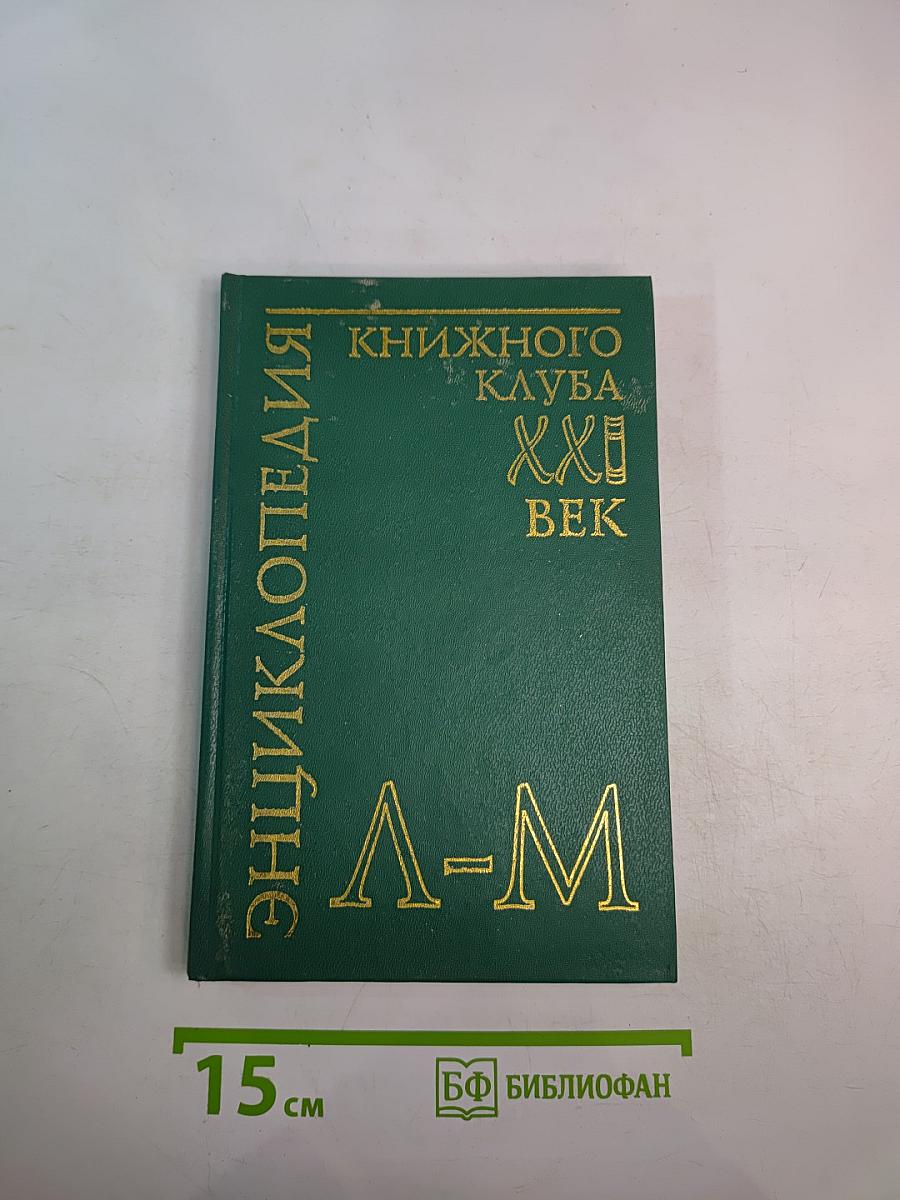 ЭНЦИКЛОПЕДИЯ
КНИЖНОГО
КЛУБА
XXI
ВЕК
Л-М
15 см
БФ БИБЛИОФАН